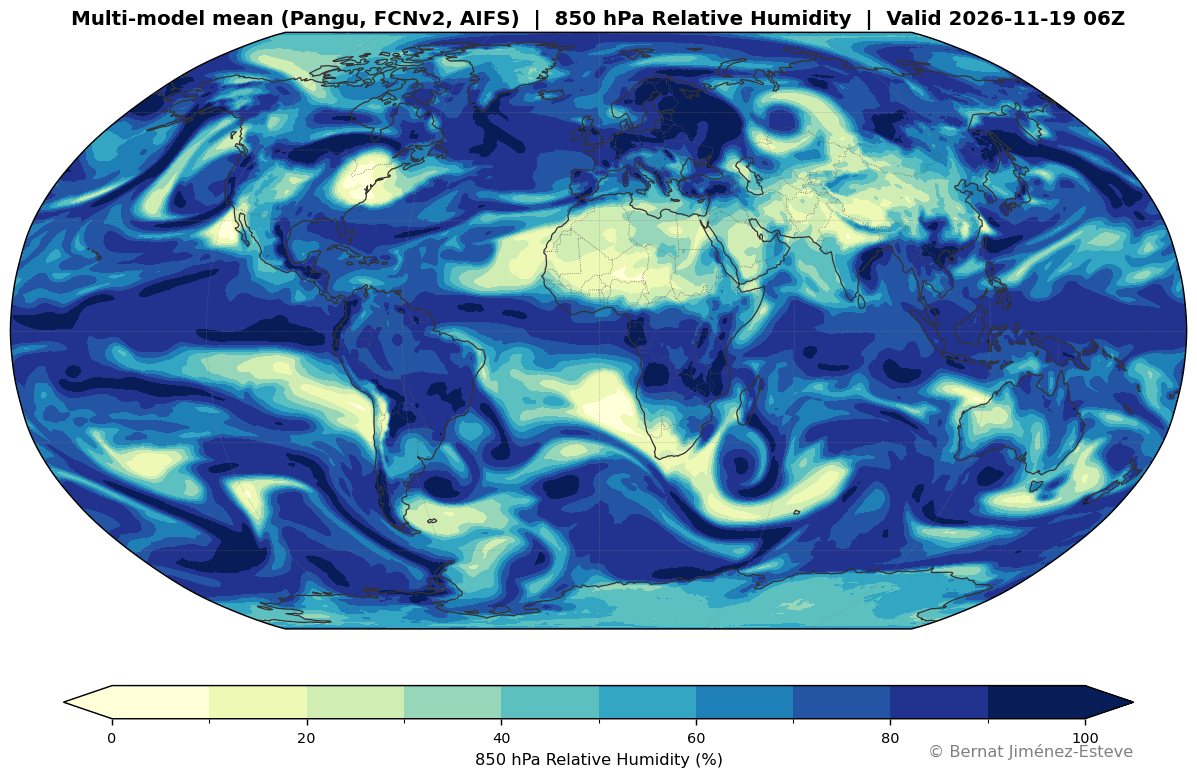 Multi-model mean (Pangu, FCNv2, AIFS)  |  850 hPa Relative Humidity  |  Valid 2026-11-19 06Z
0 20 40 60 80 100
850 hPa Relative Humidity (%)
© Bernat Jiménez-Esteve